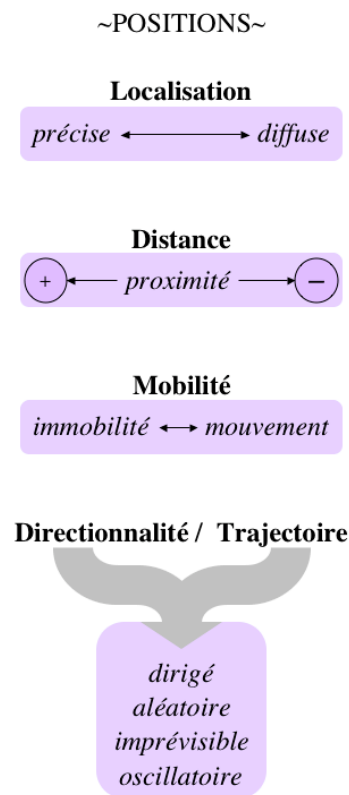 ~POSITIONS~
Localisation
précise diffuse
Distance
+ proximité −
Mobilité
immobilité mouvement
Directionnalité / Trajectoire
dirigé
aléatoire
imprévisible
oscillatoire